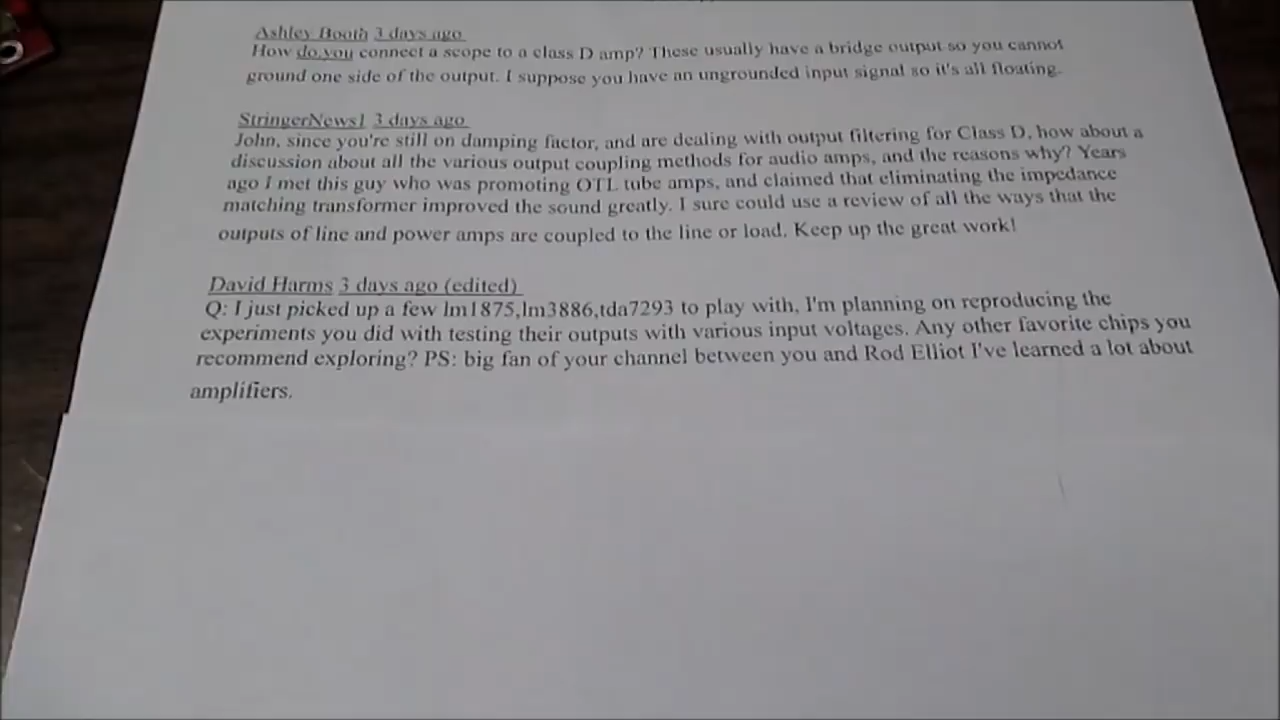 Ashley Booth 3 days ago
How do you connect a scope to a class D amp? These usually have a bridge output so you cannot
ground one side of the output. I suppose you have an ungrounded input signal so it's all floating.
StringerNews1 3 days ago
John, since you're still on damping factor, and are dealing with output filtering for Class D, how about a
discussion about all the various output coupling methods for audio amps, and the reasons why? Years
ago I met this guy who was promoting OTL tube amps, and claimed that eliminating the impedance
matching transformer improved the sound greatly. I sure could use a review of all the ways that the
outputs of line and power amps are coupled to the line or load. Keep up the great work!
David Harms 3 days ago (edited)
Q: I just picked up a few lm1875,lm3886,tda7293 to play with, I'm planning on reproducing the
experiments you did with testing their outputs with various input voltages. Any other favorite chips you
recommend exploring? PS: big fan of your channel between you and Rod Elliot I've learned a lot about
amplifiers.